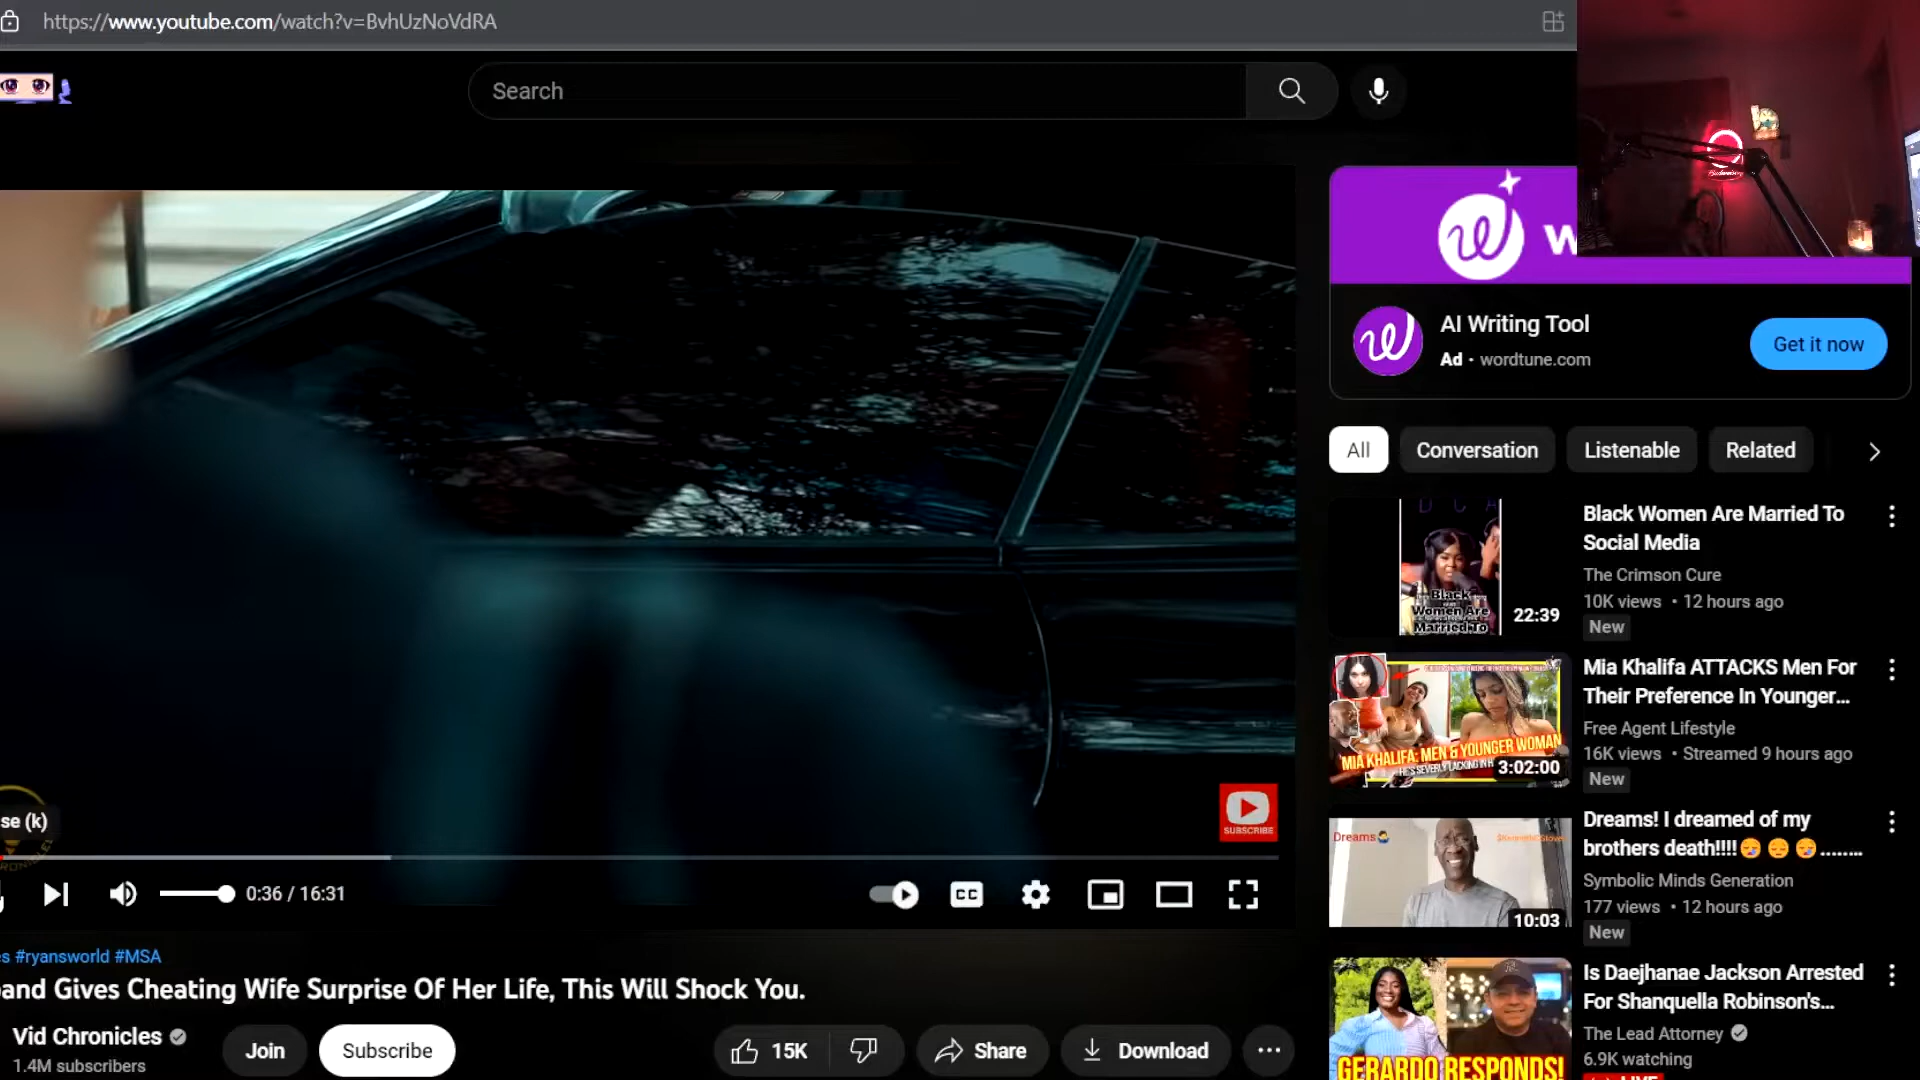 https://www.youtube.com/watch?v=BvhUzNoVdRA
Search
AI Writing Tool
Ad · wordtune.com
Get it now
All
Conversation
Listenable
Related
Black Women Are Married To
Social Media
The Crimson Cure
10K views • 12 hours ago
New
Black
Women Are
Married To
22:39
Mia Khalifa ATTACKS Men For
Their Preference In Younger...
Free Agent Lifestyle
16K views • Streamed 9 hours ago
New
MIA KHALIFA: MEN & YOUNGER WOMAN
3:02:00
Dreams! I dreamed of my
brothers death!!!!😪 😔 😪........
Symbolic Minds Generation
177 views • 12 hours ago
New
Dreams
10:03
Is Daejhanae Jackson Arrested
For Shanquella Robinson's...
The Lead Attorney
6.9K watching
LIVE
GERARDO RESPONDS!
SUBSCRIBE
se (k)
0:36 / 16:31
CC
s #ryansworld #MSA
and Gives Cheating Wife Surprise Of Her Life, This Will Shock You.
Vid Chronicles
1.4M subscribers
Join
Subscribe
15K
Share
Download